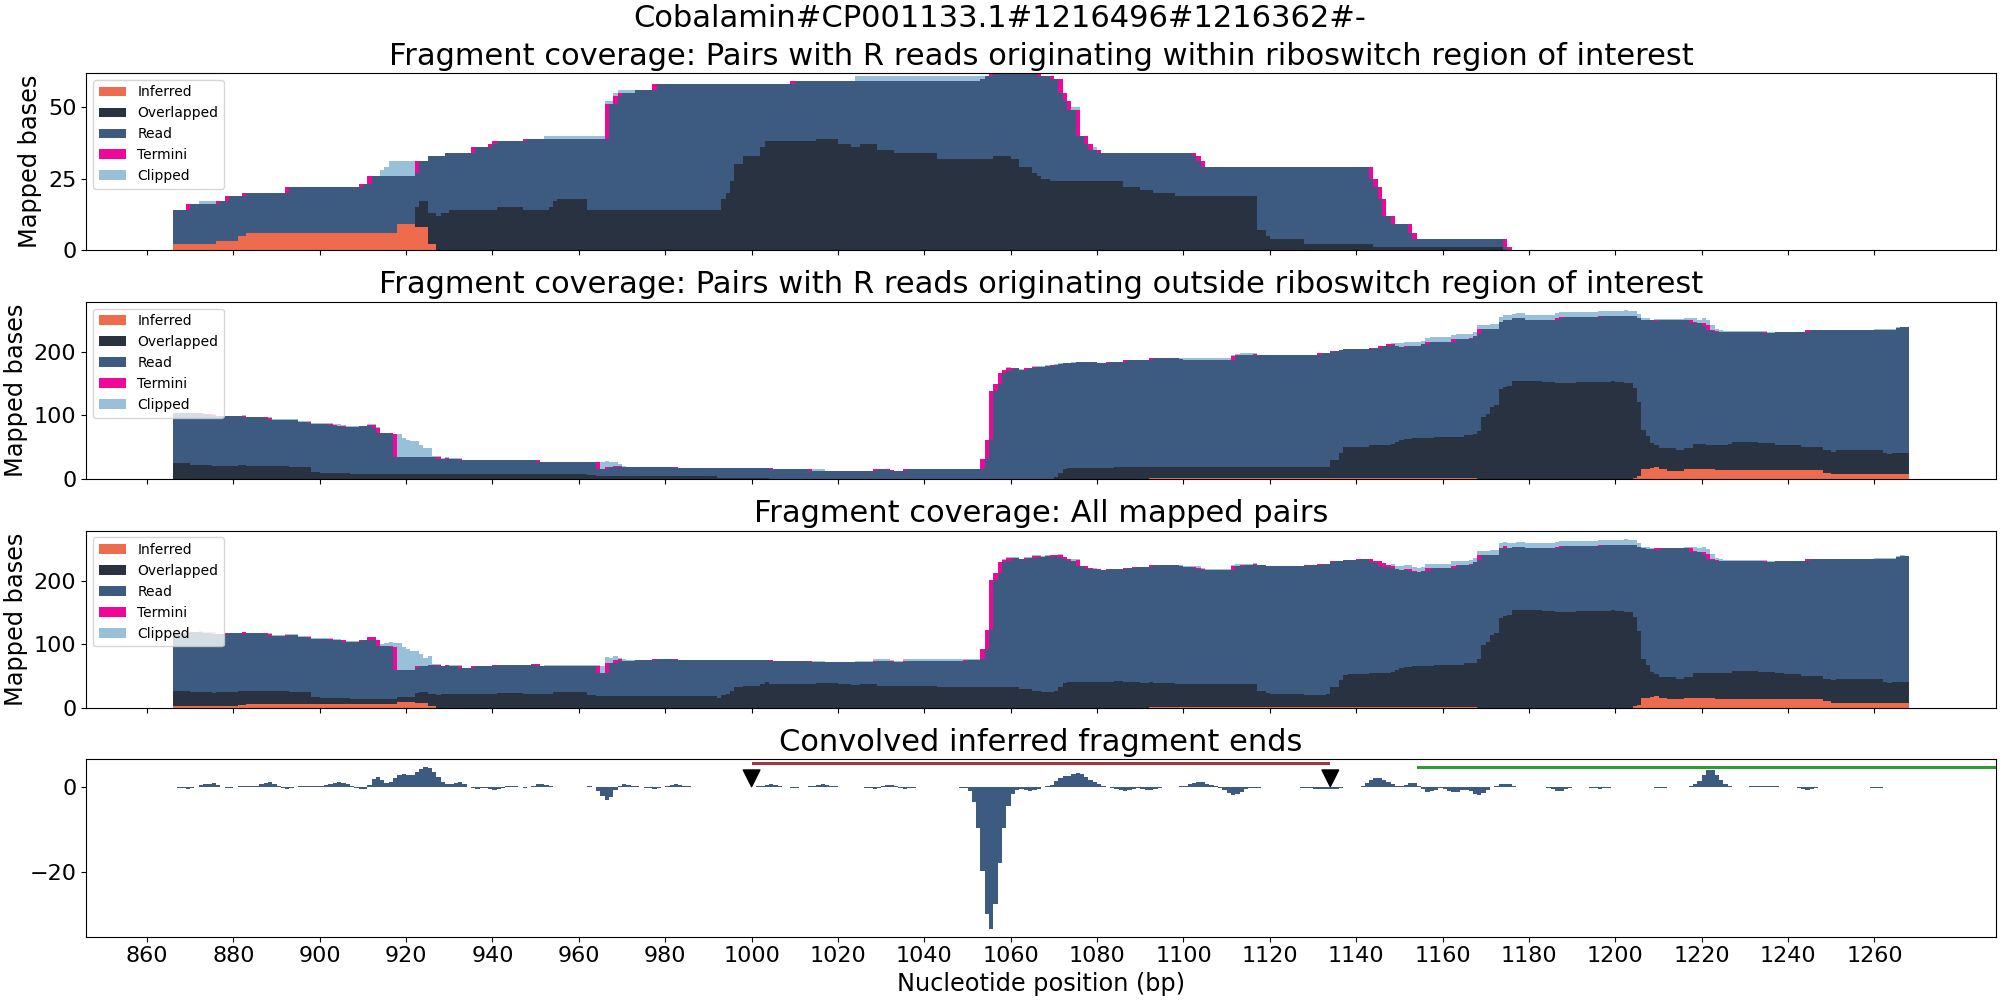 Cobalamin#CP001133.1#1216496#1216362#-
Fragment coverage: Pairs with R reads originating within riboswitch region of interest
Mapped bases
50
25
0
Inferred
Overlapped
Read
Termini
Clipped
Fragment coverage: Pairs with R reads originating outside riboswitch region of interest
Mapped bases
200
100
0
Inferred
Overlapped
Read
Termini
Clipped
Fragment coverage: All mapped pairs
Mapped bases
200
100
0
Inferred
Overlapped
Read
Termini
Clipped
Convolved inferred fragment ends
0
−20
860 880 900 920 940 960 980 1000 1020 1040 1060 1080 1100 1120 1140 1160 1180 1200 1220 1240 1260
Nucleotide position (bp)